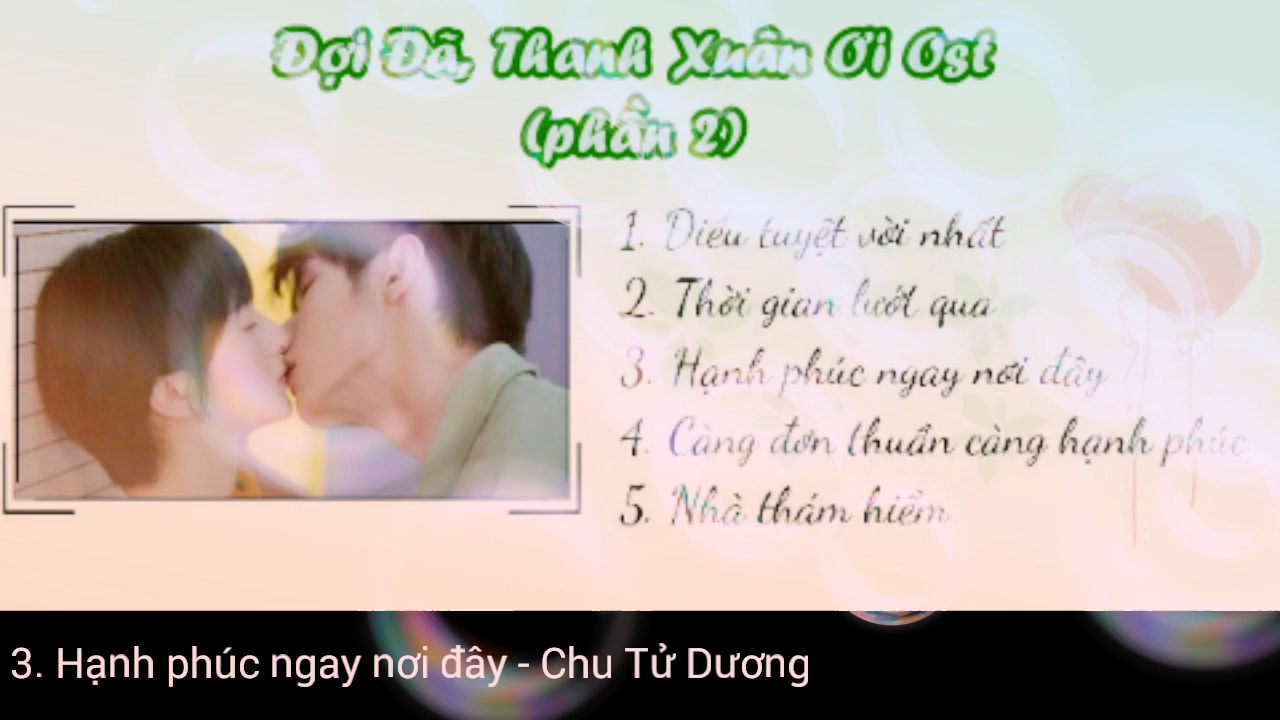 Đợi Đã, Thanh Xuân Ơi Ost
(phần 2)
1. Điều tuyệt vời nhất
2. Thời gian lướt qua
3. Hạnh phúc ngay nơi đây
4. Càng đơn thuần càng hạnh phúc
5. Nhà thám hiểm
3. Hạnh phúc ngay nơi đây - Chu Tử Dương